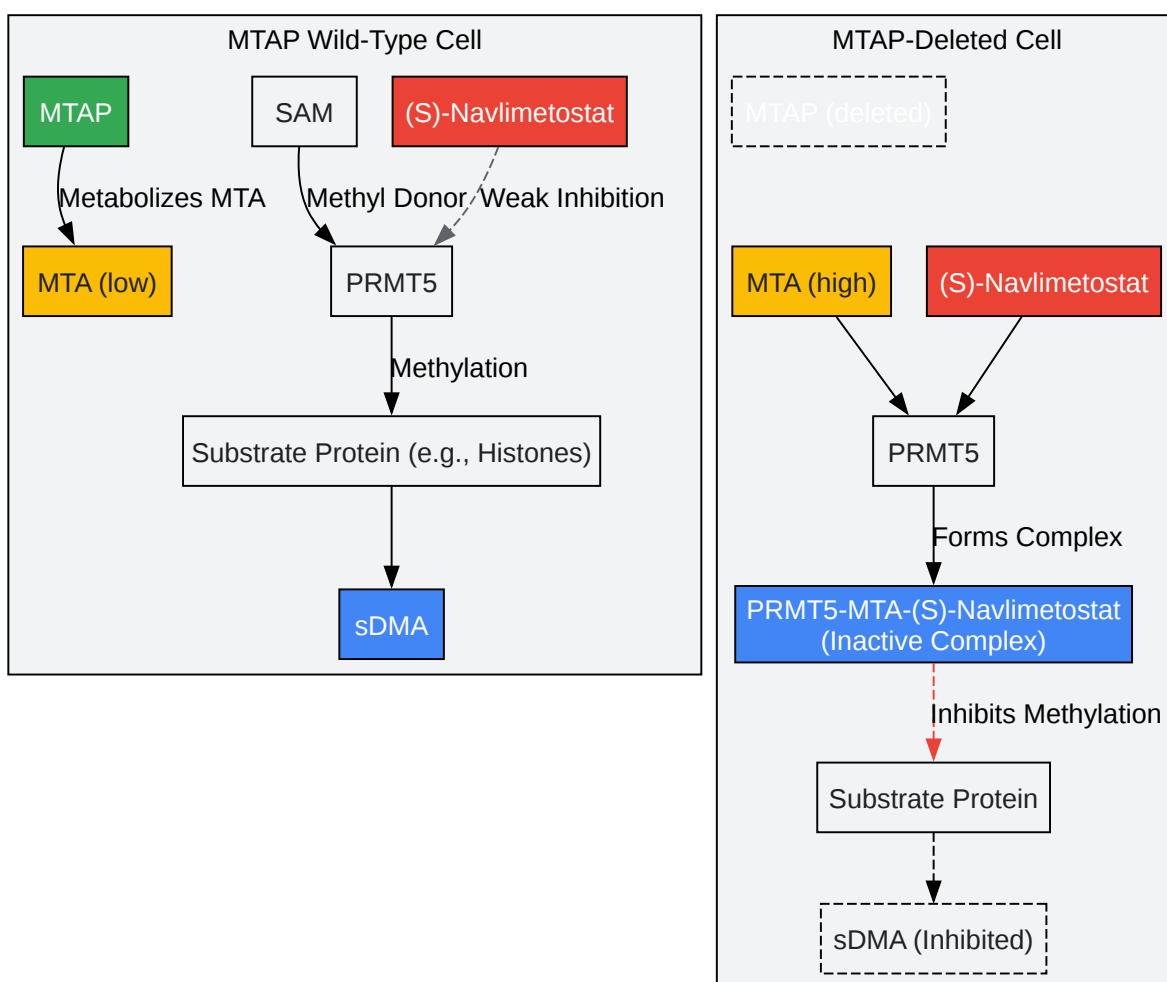 MTAP Wild-Type Cell
MTAP
SAM
(S)-Navlimetostat
Metabolizes MTA
Methyl Donor
Weak Inhibition
MTA (low)
PRMT5
Methylation
Substrate Protein (e.g., Histones)
sDMA
MTAP-Deleted Cell
MTAP (deleted)
MTA (high)
(S)-Navlimetostat
PRMT5
Forms Complex
PRMT5-MTA-(S)-Navlimetostat
(Inactive Complex)
Inhibits Methylation
Substrate Protein
sDMA (Inhibited)